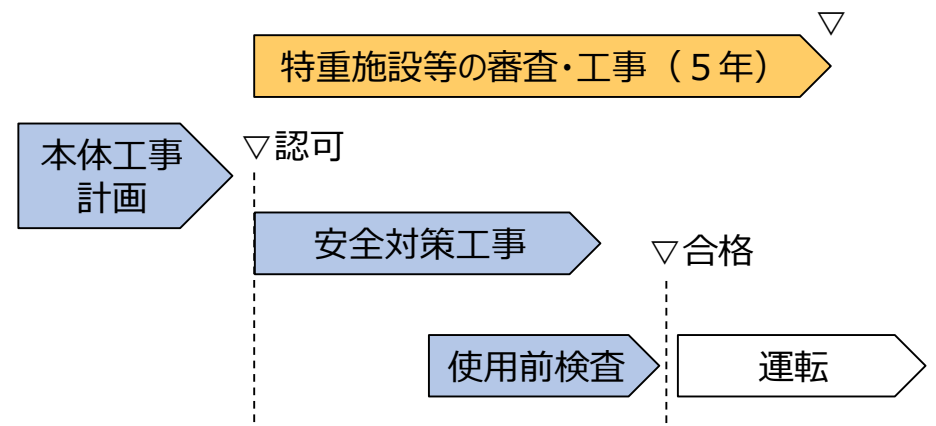 ▽
特重施設等の審査・工事（５年）
本体工事
計画
▽認可
安全対策工事
▽合格
使用前検査
運転